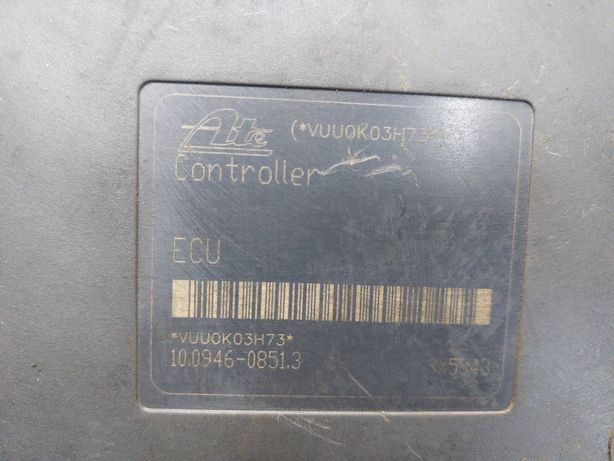 Ate (*VUU0K03H73*)
Controller
ECU
*VUU0K03H73*
10.0946-0851.3